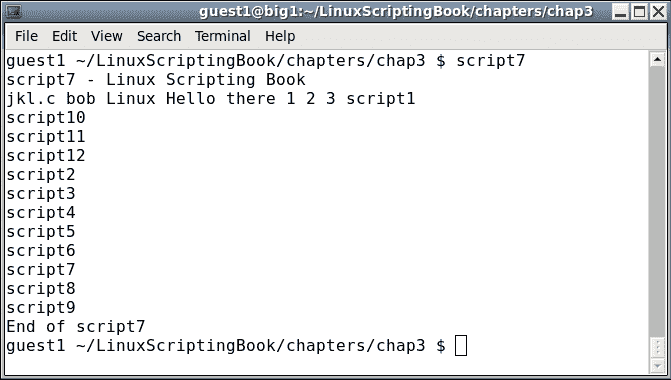 guest1@big1:~/LinuxScriptingBook/chapters/chap3
File Edit View Search Terminal Help
guest1 ~/LinuxScriptingBook/chapters/chap3 $ script7
script7 - Linux Scripting Book
jkl.c bob Linux Hello there 1 2 3 script1
script10
script11
script12
script2
script3
script4
script5
script6
script7
script8
script9
End of script7
guest1 ~/LinuxScriptingBook/chapters/chap3 $